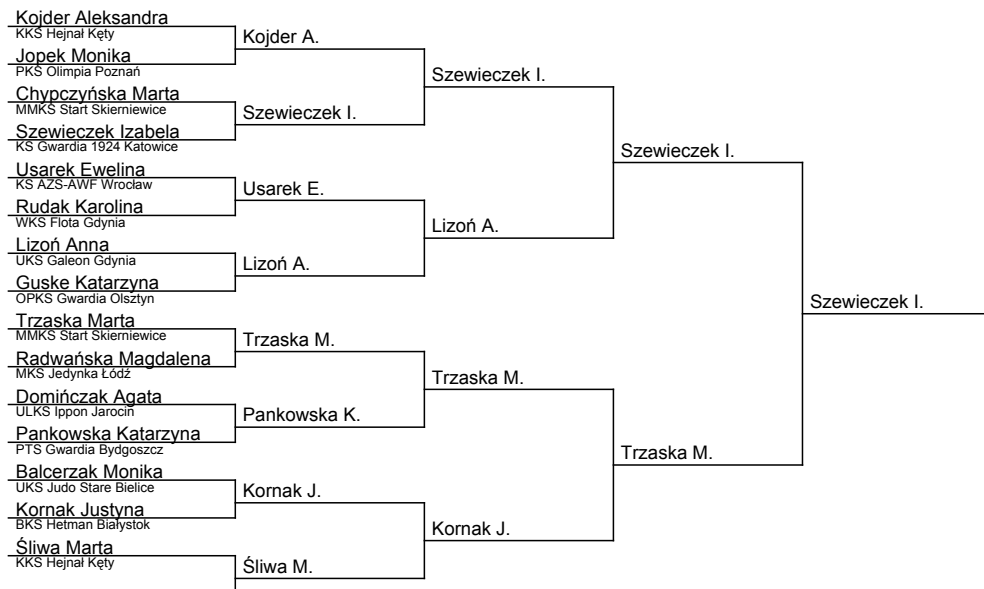 Kojder Aleksandra
KKS Hejnał Kęty
Kojder A.
Jopek Monika
PKS Olimpia Poznań
Szewieczek I.
Chypczyńska Marta
MMKS Start Skierniewice
Szewieczek I.
Szewieczek Izabela
KS Gwardia 1924 Katowice
Szewieczek I.
Usarek Ewelina
KS AZS-AWF Wrocław
Usarek E.
Rudak Karolina
WKS Flota Gdynia
Lizoń A.
Lizoń Anna
UKS Galeon Gdynia
Lizoń A.
Guske Katarzyna
OPKS Gwardia Olsztyn
Szewieczek I.
Trzaska Marta
MMKS Start Skierniewice
Trzaska M.
Radwańska Magdalena
MKS Jedynka Łódź
Trzaska M.
Domińczak Agata
ULKS Ippon Jarocin
Pankowska K.
Pankowska Katarzyna
PTS Gwardia Bydgoszcz
Trzaska M.
Balcerzak Monika
UKS Judo Stare Bielice
Kornak J.
Kornak Justyna
BKS Hetman Białystok
Kornak J.
Śliwa Marta
KKS Hejnał Kęty
Śliwa M.